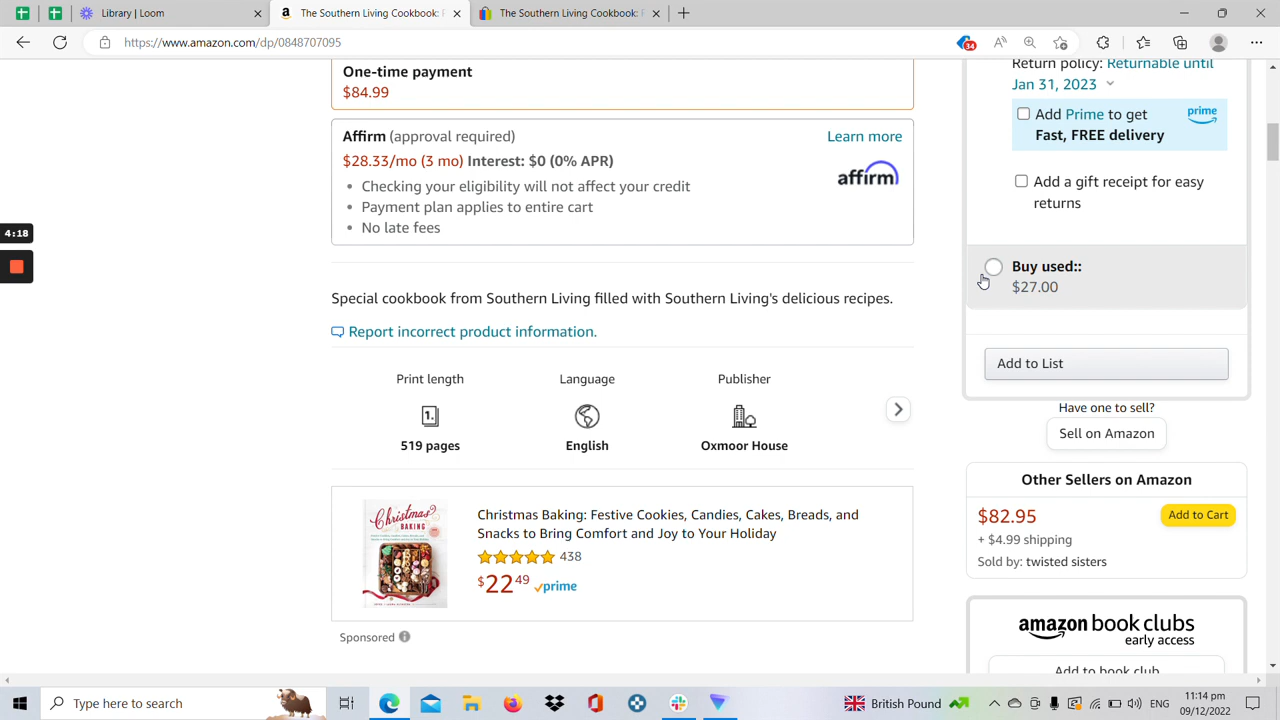 Library | Loom
The Southern Living Cookbook: F
The Southern Living Cookbook: F
https://www.amazon.com/dp/0848707095
34
One-time payment
$84.99
Affirm (approval required)
Learn more
$28.33/mo (3 mo) Interest: $0 (0% APR)
affirm
Checking your eligibility will not affect your credit
Payment plan applies to entire cart
No late fees
4:18
Special cookbook from Southern Living filled with Southern Living's delicious recipes.
Report incorrect product information.
Print length
Language
Publisher
519 pages
English
Oxmoor House
Christmas Baking
Christmas Baking: Festive Cookies, Candies, Cakes, Breads, and
Snacks to Bring Comfort and Joy to Your Holiday
438
$22 49 prime
Sponsored
Return policy: Returnable until
Jan 31, 2023
Add Prime to get
prime
Fast, FREE delivery
Add a gift receipt for easy
returns
Buy used::
$27.00
Add to List
Have one to sell?
Sell on Amazon
Other Sellers on Amazon
$82.95
Add to Cart
+ $4.99 shipping
Sold by: twisted sisters
amazon book clubs
early access
Add to book club
Type here to search
British Pound
ENG
11:14 pm
09/12/2022